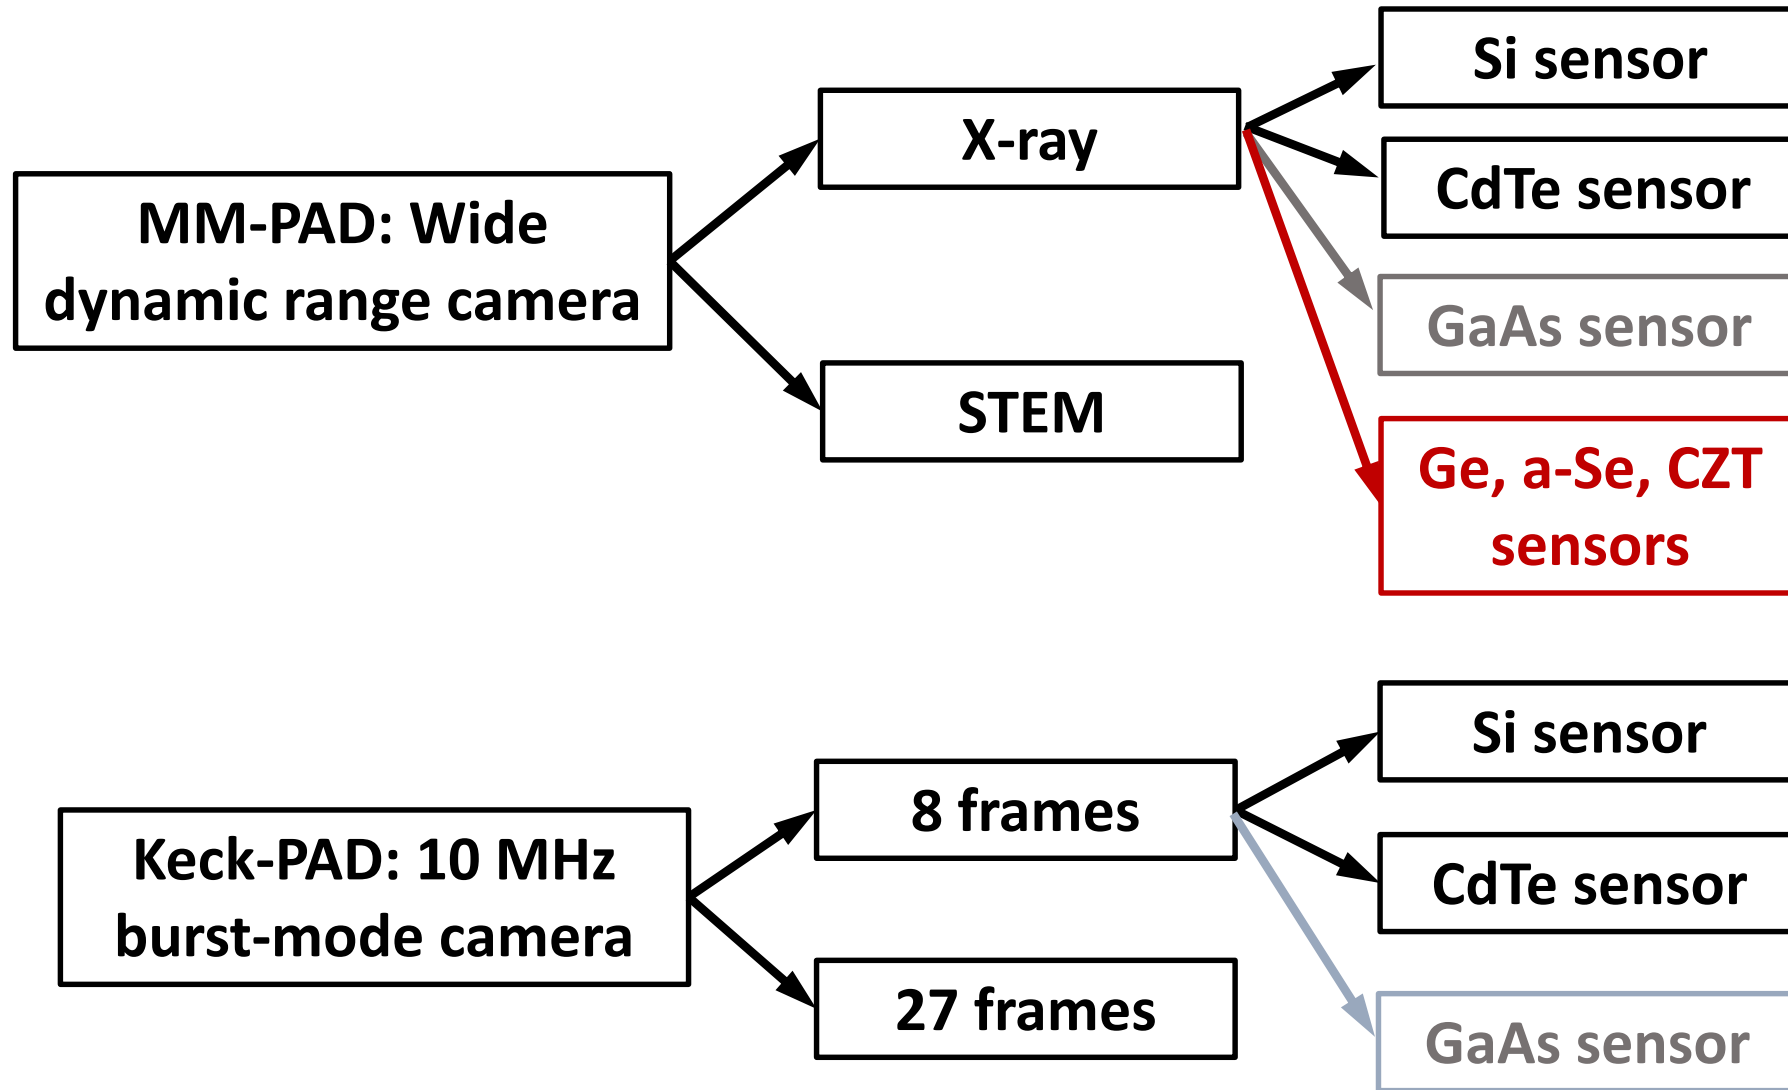 MM-PAD: Wide
dynamic range camera
X-ray
STEM
Si sensor
CdTe sensor
GaAs sensor
Ge, a-Se, CZT
sensors
Keck-PAD: 10 MHz
burst-mode camera
8 frames
27 frames
Si sensor
CdTe sensor
GaAs sensor